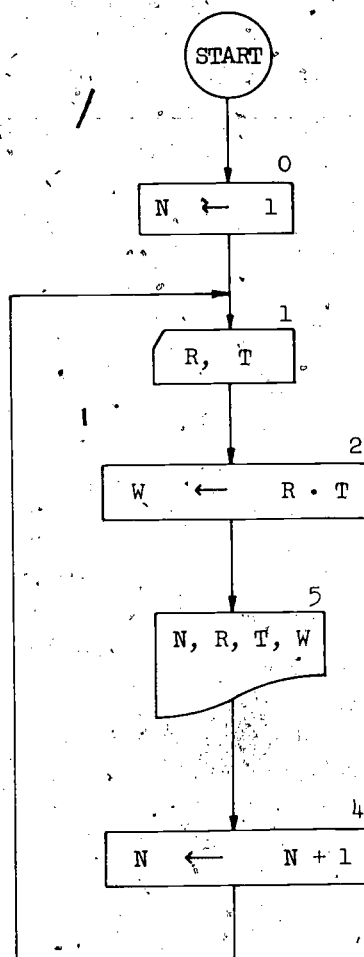 START
0
N ← 1
1
R, T
2
W ← R · T
5
N, R, T, W
4
N ← N + 1